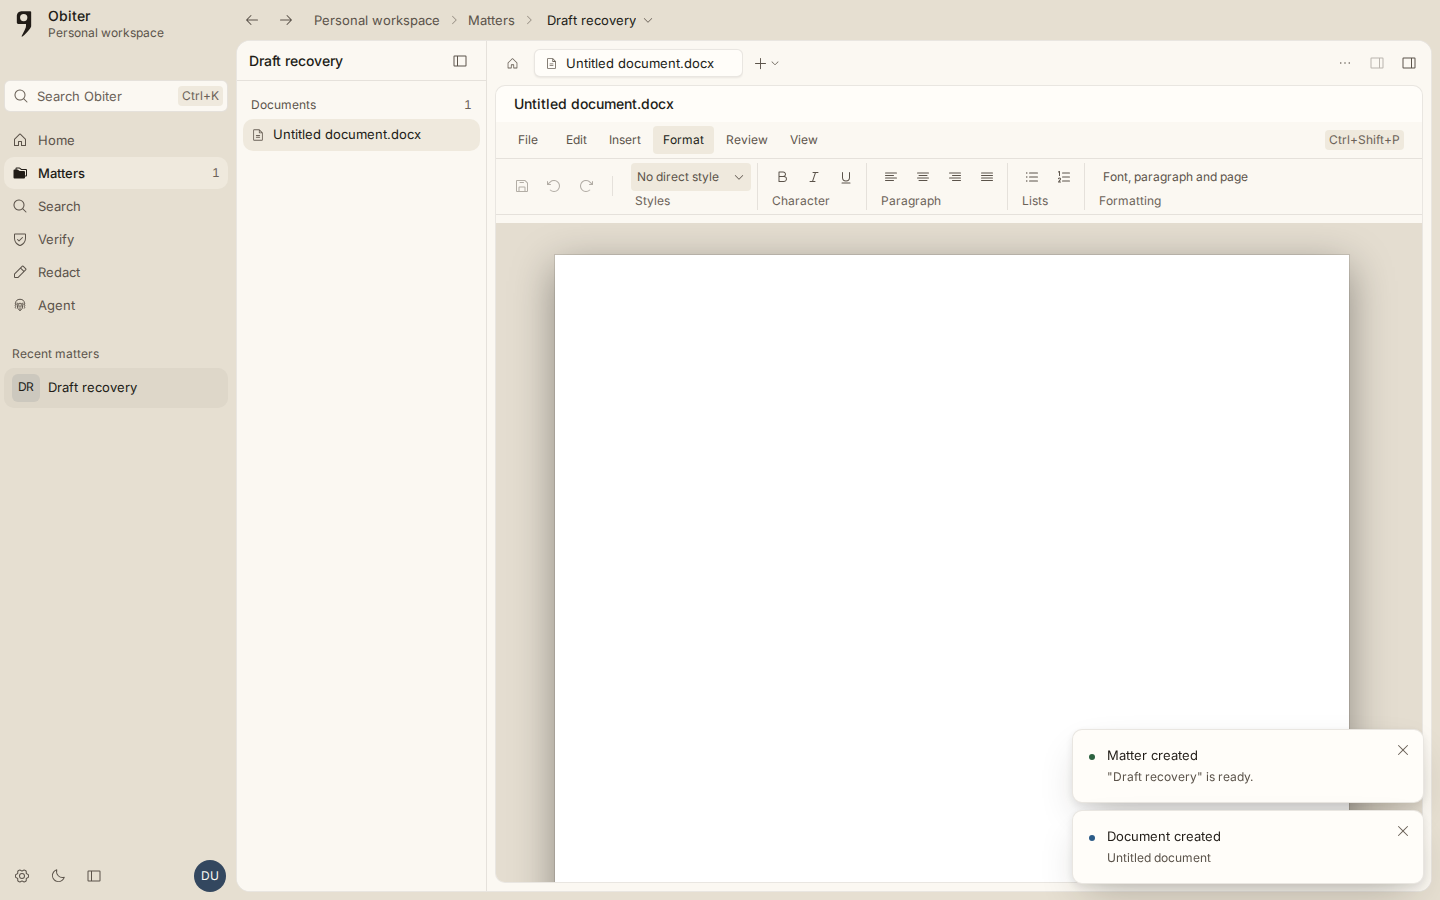 Obiter
Personal workspace
Personal workspace
Matters
Draft recovery
Search Obiter
Ctrl+K
Home
Matters
1
Search
Verify
Redact
Agent
Recent matters
DR
Draft recovery
DU
Draft recovery
Documents
1
Untitled document.docx
Untitled document.docx
Untitled document.docx
File
Edit
Insert
Format
Review
View
Ctrl+Shift+P
No direct style
Styles
B
I
U
Character
Paragraph
Lists
Font, paragraph and page
Formatting
Matter created
"Draft recovery" is ready.
Document created
Untitled document